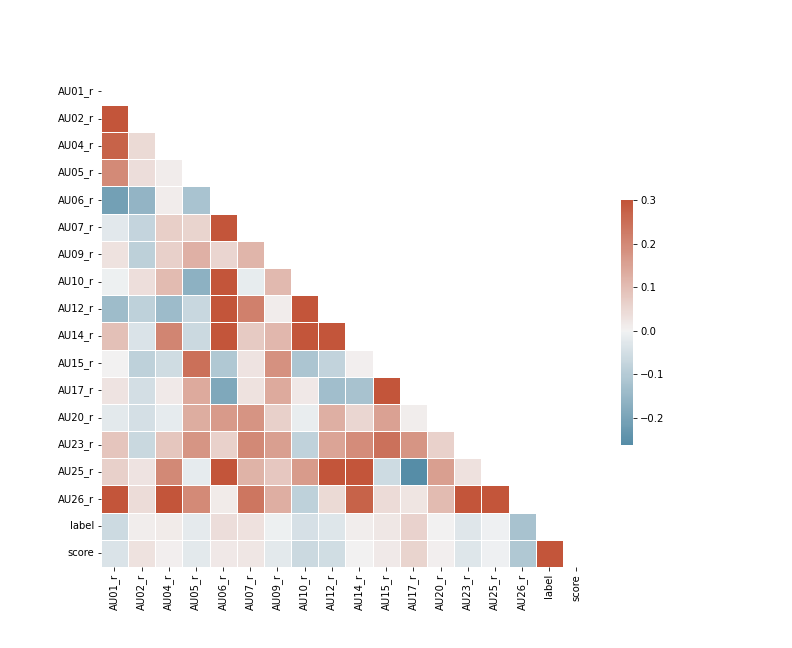 AU01_r
AU02_r
AU04_r
AU05_r
AU06_r
AU07_r
AU09_r
AU10_r
AU12_r
AU14_r
AU15_r
AU17_r
AU20_r
AU23_r
AU25_r
AU26_r
label
score
AU01_r
AU02_r
AU04_r
AU05_r
AU06_r
AU07_r
AU09_r
AU10_r
AU12_r
AU14_r
AU15_r
AU17_r
AU20_r
AU23_r
AU25_r
AU26_r
label
score
0.3
0.2
0.1
0.0
−0.1
−0.2